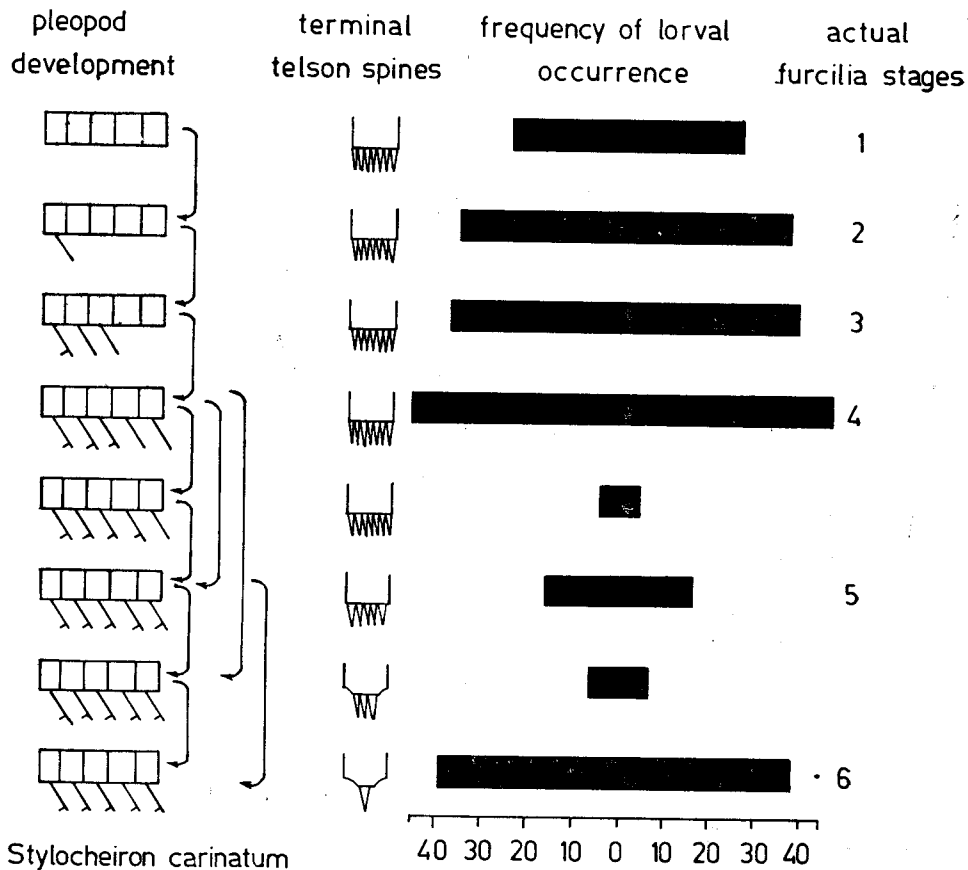 pleopod
development
terminal
telson spines
frequency of lorval
occurrence
actual
furcilia stages
1
2
3
4
5
6
40 30 20 10 0 10 20 30 40
Stylocheiron carinatum